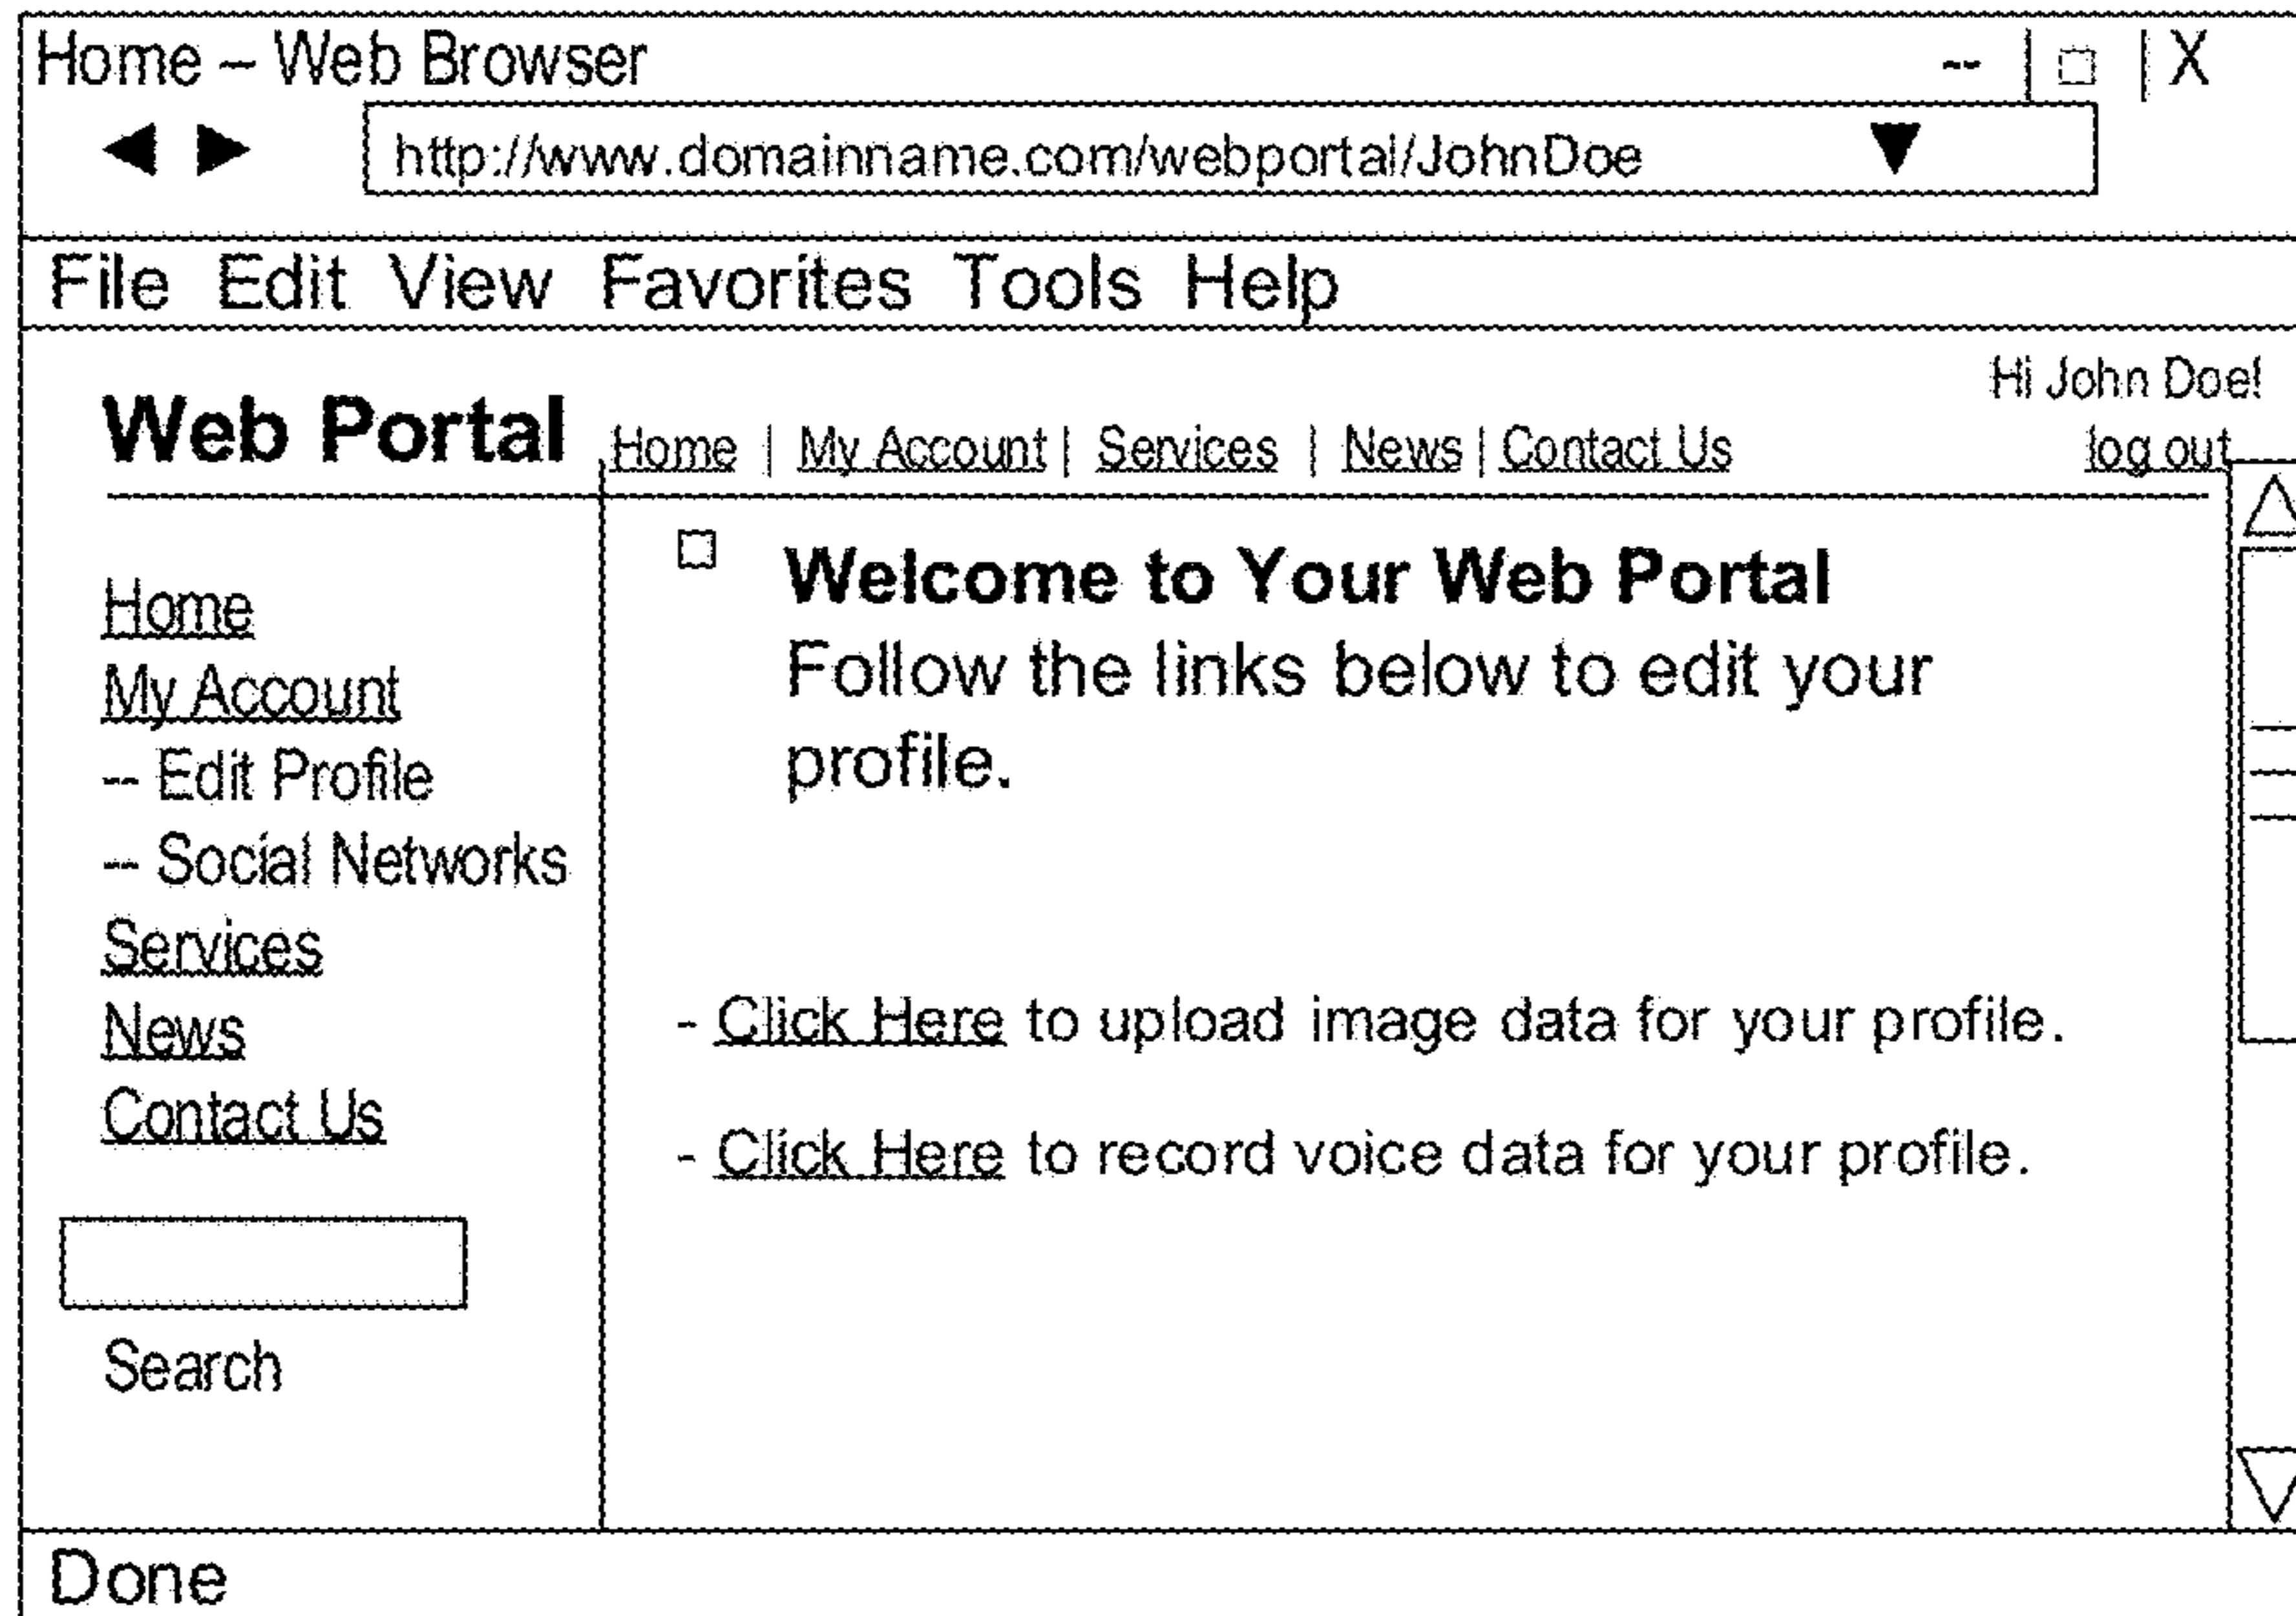 Home – Web Browser -- | □ | X
http://www.domainname.com/webportal/JohnDoe
File Edit View Favorites Tools Help
Hi John Doe!
Web Portal Home | My Account | Services | News | Contact Us log out
Welcome to Your Web Portal
Follow the links below to edit your
profile.
Home
My Account
-- Edit Profile
-- Social Networks
Services
News
Contact Us
Search
- Click Here to upload image data for your profile.
- Click Here to record voice data for your profile.
Done